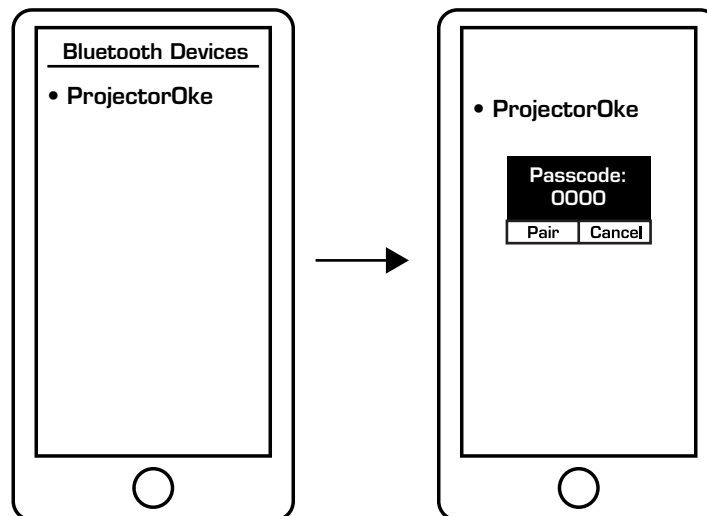 Bluetooth Devices
• ProjectorOke
• ProjectorOke
Passcode:
0000
Pair
Cancel